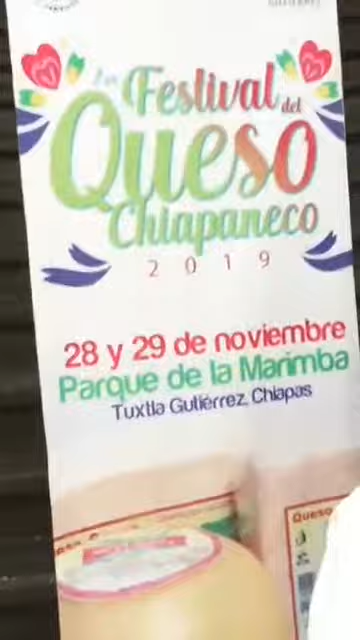 Festival del
Queso
Chiapaneco
2019
28 y 29 de noviembre
Parque de la Marimba
Tuxtla Gutiérrez, Chiapas
Queso